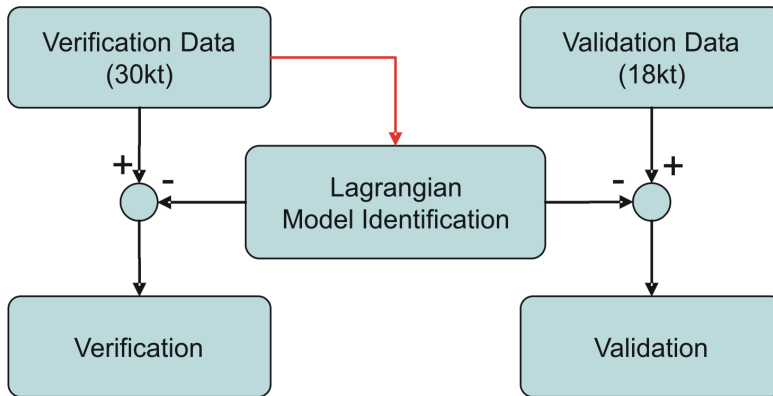 Verification Data
(30kt)
Validation Data
(18kt)
+
-
Lagrangian
Model Identification
-
+
Verification
Validation